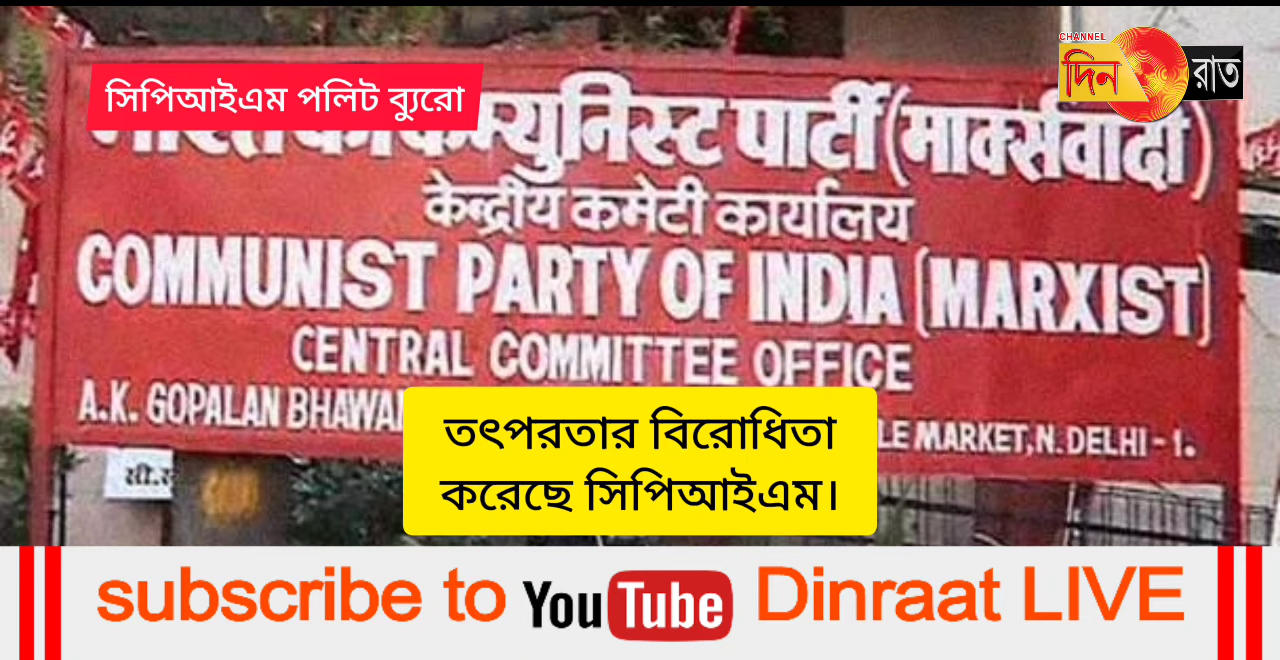 CHANNEL
দিন রাত
সিপিআইএম পলিট ব্যুরো
কম্যুনিস্ট पार्टी (मार्क्सवादी)
केन्द्रीय कमेटी कार्यालय
COMMUNIST PARTY OF INDIA (MARXIST)
CENTRAL COMMITTEE OFFICE
A.K. GOPALAN LE MARKET, N. DELHI - 1.
তৎপরতার বিরোধিতা
করেছে সিপিআইএম।
सी.
subscribe to YouTube Dinraat LIVE